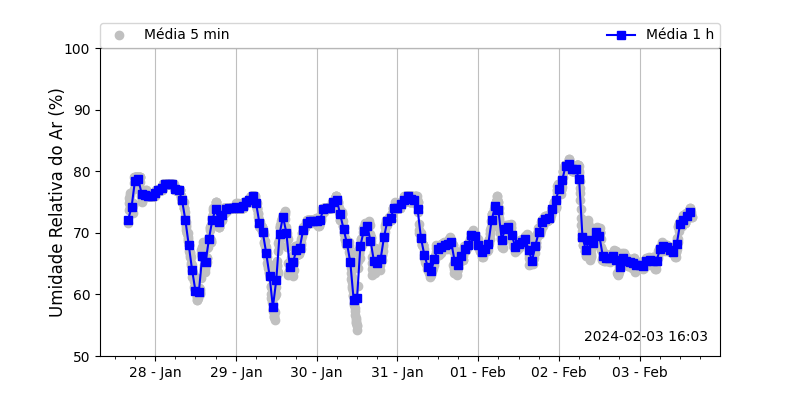 Média 5 min
Média 1 h
Umidade Relativa do Ar (%)
100
90
80
70
60
50
2024-02-03 16:03
28 - Jan
29 - Jan
30 - Jan
31 - Jan
01 - Feb
02 - Feb
03 - Feb